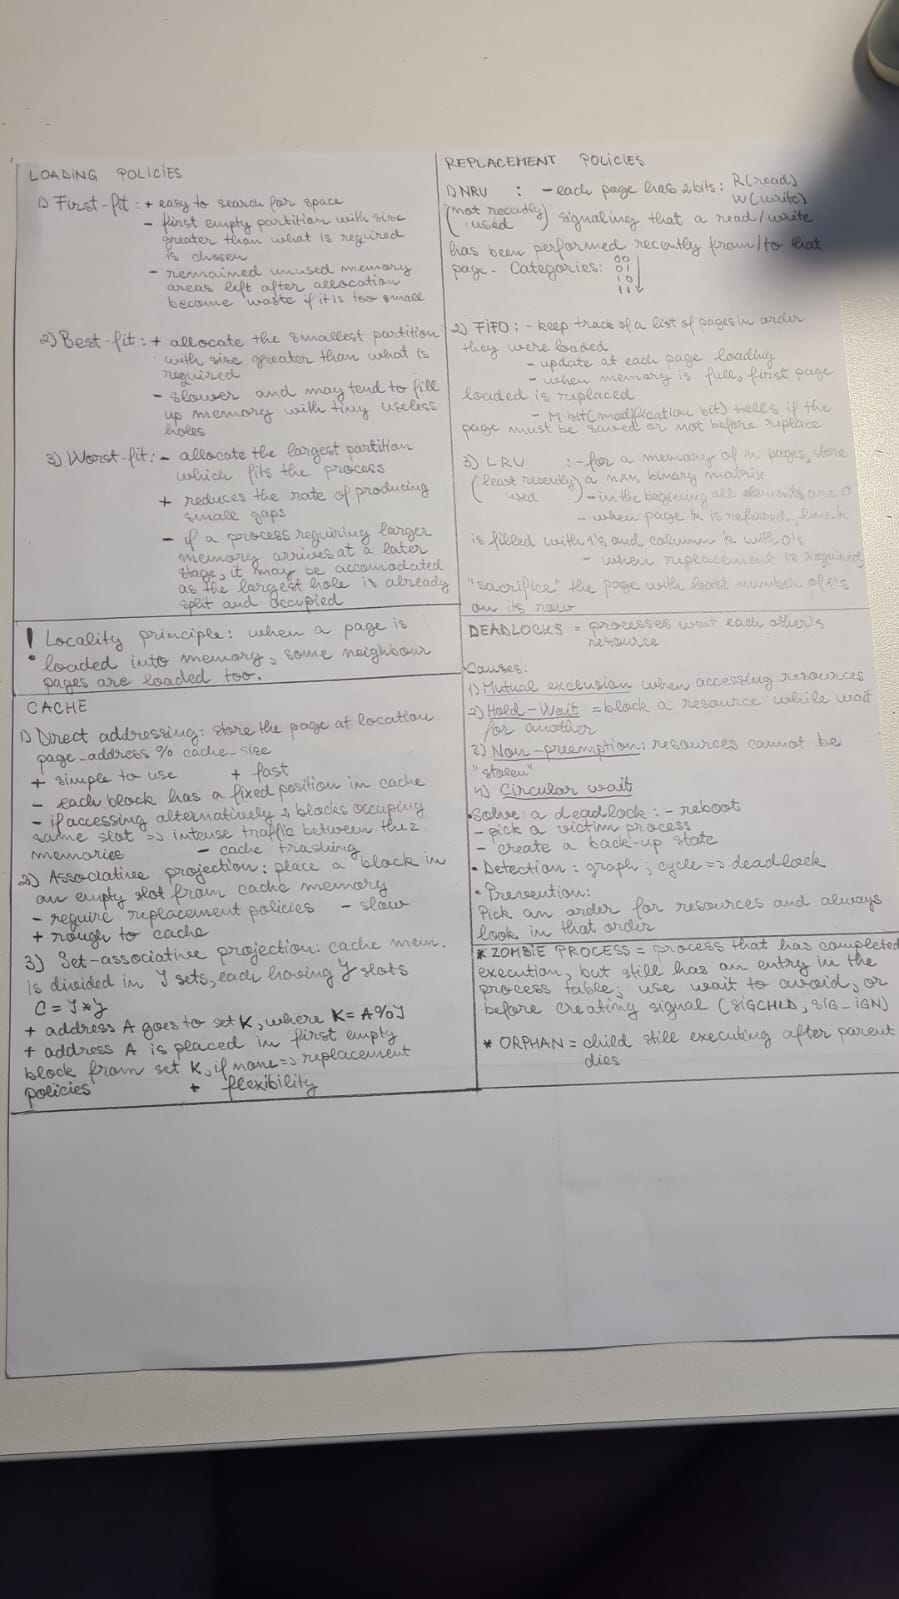 LOADING POLICIES
1) First-fit: + easy to search for space
- first empty partition with size
greater than what is required
is chosen
- remained unused memory
areas left after allocation
become waste if it is too small
2) Best-fit: + allocate the smallest partition
with size greater than what is
required
- slower and may tend to fill
up memory with tiny useless
holes
3) Worst-fit: - allocate the largest partition
which fits the process
+ reduces the rate of producing
small gaps
- if a process requiring larger
memory arrives at a later
stage, it may be accomodated
as the largest hole is already
split and occupied
! Locality principle: when a page is
loaded into memory, some neighbour
pages are loaded too.
CACHE
1) Direct addressing: store the page at location
page-address % cache-size
+ simple to use + fast
- each block has a fixed position in cache
- if accessing alternatively 2 blocks occuping
same slot => intense traffic between the 2
memories - cache trashing
2) Associative projection: place a block in
an empty slot from cache memory
- require replacement policies - slow
+ rough to cache
3) Set-associative projection: cache mem.
is divided in I sets, each having J slots
C = I * J
+ address A goes to set K, where K = A % I
+ address A is placed in first empty
block from set K, if none => replacement
policies + flexibility
REPLACEMENT POLICIES
1) NRU : - each page has 2 bits: R(read)
W(write)
(not recently used) signaling that a read/write
has been performed recently from/to that
page. Categories: 00
01
10
11
2) FIFO: - keep track of a list of pages in order
they were loaded
- update at each page loading
- when memory is full, first page
loaded is replaced
- M bit (modification bit) tells if the
page must be saved or not before replace
3) LRU : - for a memory of n pages, store
(least recently used) a n×n binary matrix
- in the beginning all elements are 0
- when page k is referred, line k
is filled with 1's and column k with 0's
- when replacement is required,
"sacrifice" the page with least number of 1's
on its row
DEADLOCKS = processes wait each other's
resource
Causes:
1) Mutual exclusion when accessing resources
2) Hold-Wait = block a resource while wait
for another
3) Non-preemption: resources cannot be
"stolen"
4) Circular wait
• Solve a deadlock: - reboot
- pick a victim process
- create a back-up state
• Detection: graph; cycle => deadlock
• Prevention:
Pick an order for resources and always
lock in that order
* ZOMBIE PROCESS = process that has completed
execution, but still has an entry in the
process table; use wait to avoid, or
before creating signal (SIGCHLD, SIG_IGN)
* ORPHAN = child still executing after parent
dies